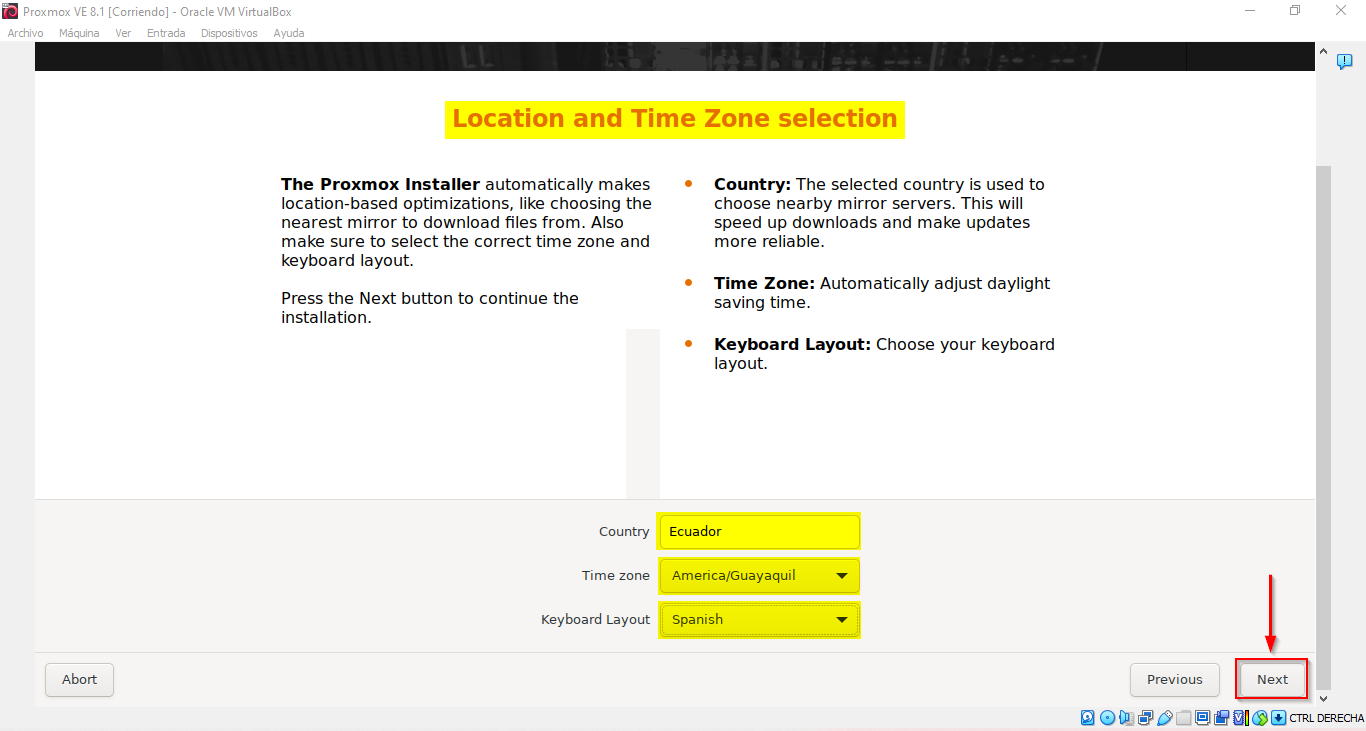 Proxmox VE 8.1 [Corriendo] - Oracle VM VirtualBox
Archivo Máquina Ver Entrada Dispositivos Ayuda
Location and Time Zone selection
The Proxmox Installer automatically makes
location-based optimizations, like choosing the
nearest mirror to download files from. Also
make sure to select the correct time zone and
keyboard layout.
Press the Next button to continue the
installation.
• Country: The selected country is used to
choose nearby mirror servers. This will
speed up downloads and make updates
more reliable.
• Time Zone: Automatically adjust daylight
saving time.
• Keyboard Layout: Choose your keyboard
layout.
Country Ecuador
Time zone America/Guayaquil
Keyboard Layout Spanish
Abort Previous Next
CTRL DERECHA